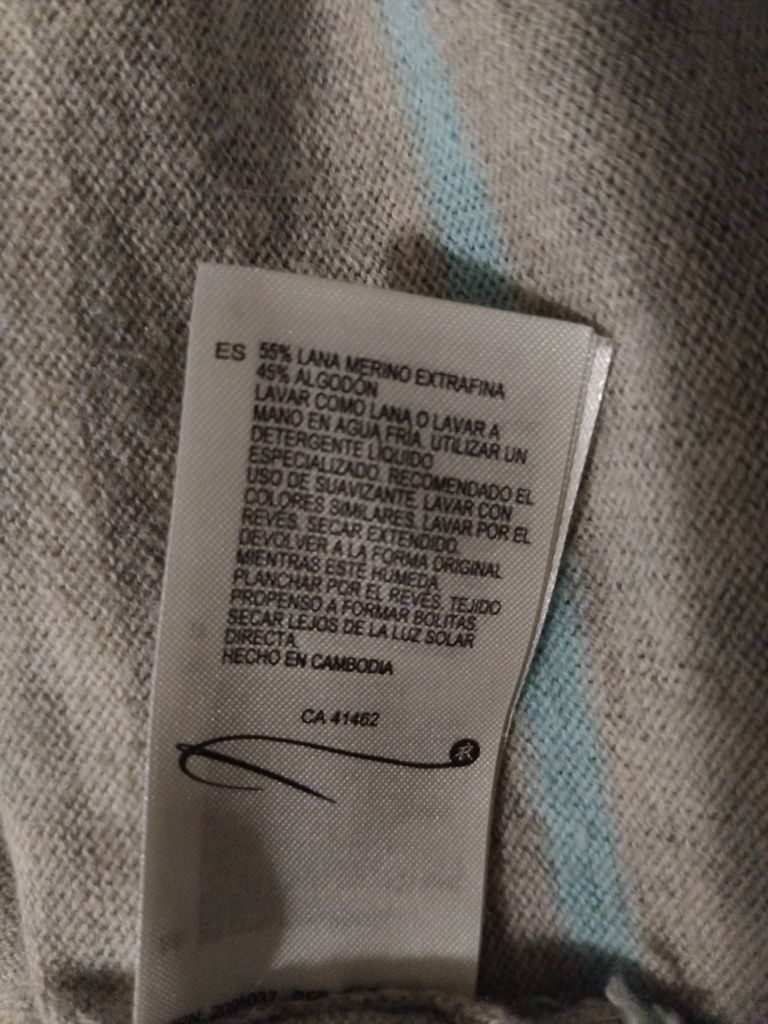 ES 55% LANA MERINO EXTRAFINA
45% ALGODÓN
LAVAR COMO LANA O LAVAR A
MANO EN AGUA FRÍA. UTILIZAR UN
DETERGENTE LÍQUIDO
ESPECIALIZADO. RECOMENDADO EL
USO DE SUAVIZANTE. LAVAR CON
COLORES SIMILARES. LAVAR POR EL
REVÉS. SECAR EXTENDIDO.
DEVOLVER A LA FORMA ORIGINAL
MIENTRAS ESTÉ HÚMEDA.
PLANCHAR POR EL REVÉS. TEJIDO
PROPENSO A FORMAR BOLITAS.
SECAR LEJOS DE LA LUZ SOLAR
DIRECTA.
HECHO EN CAMBODIA
CA 41462